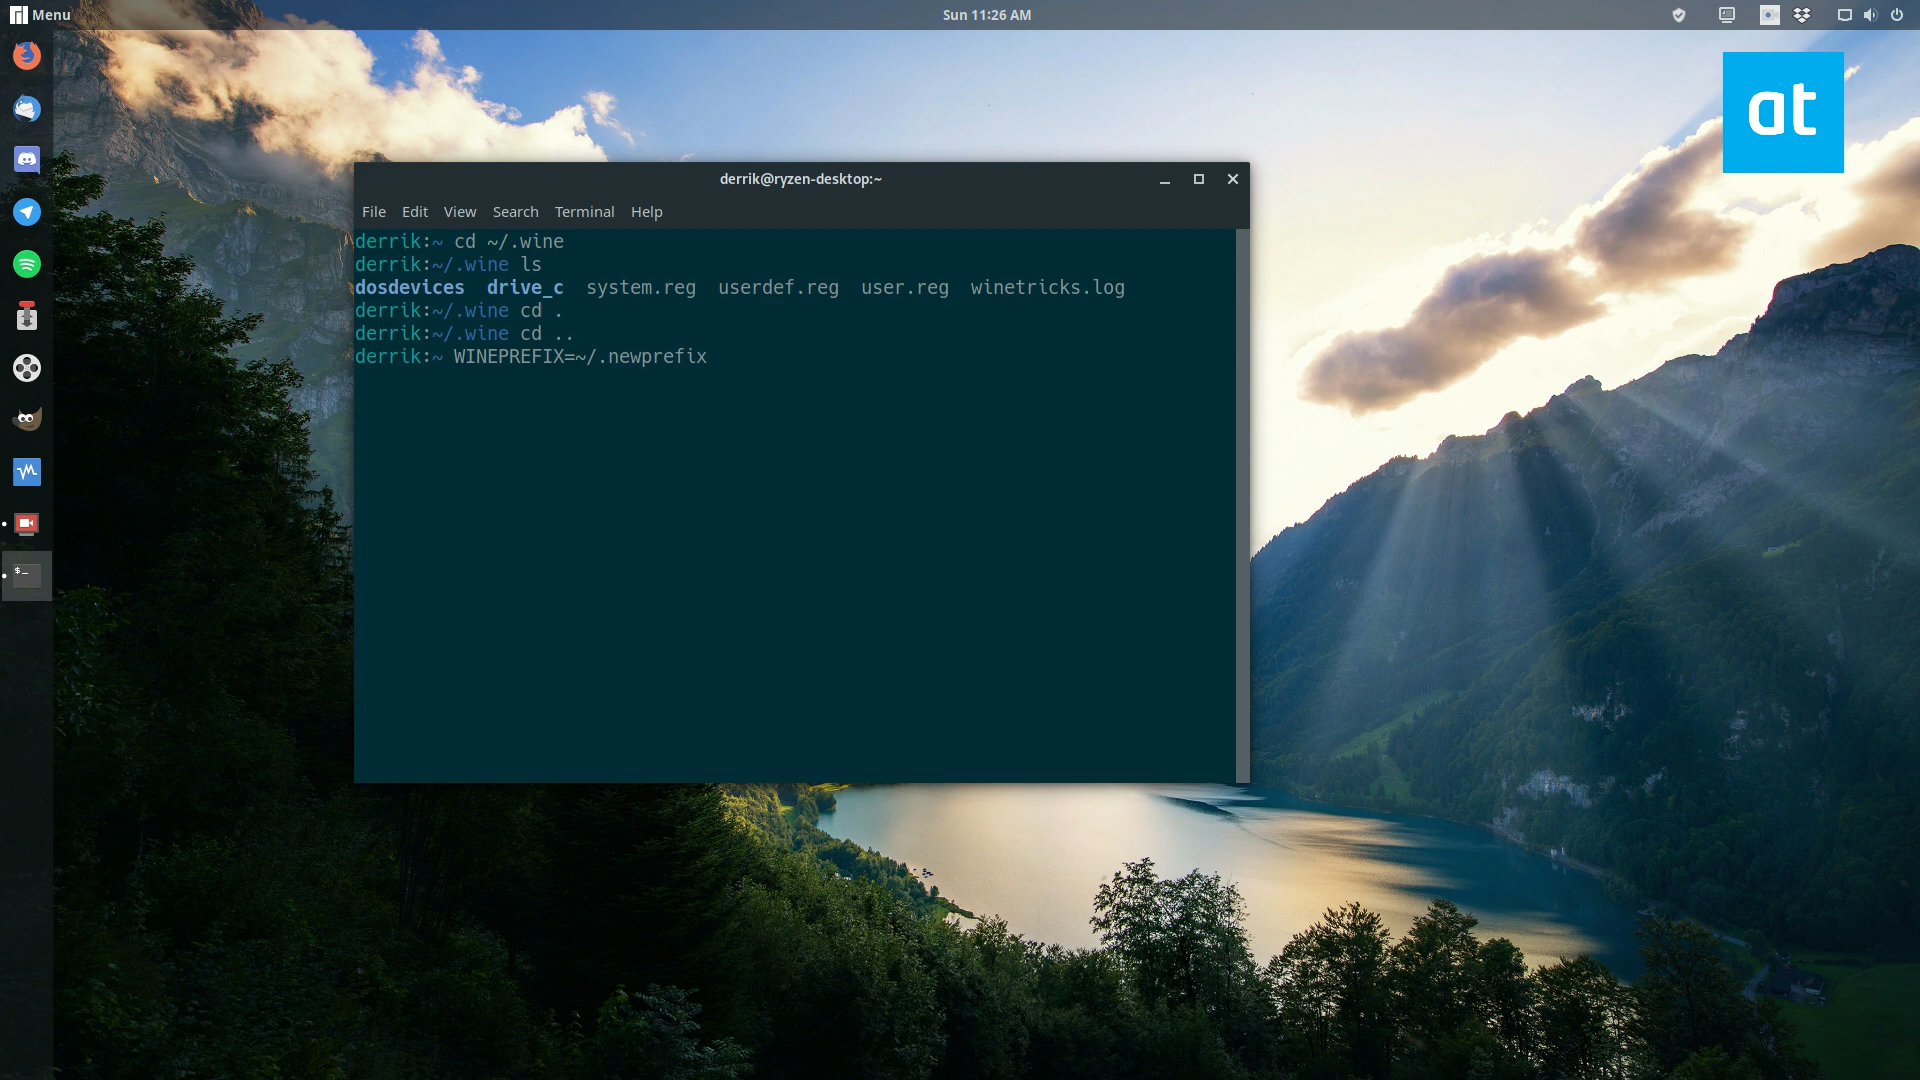 Menu
Sun 11:26 AM
at
derrik@ryzen-desktop:~
File Edit View Search Terminal Help
derrik:~ cd ~/.wine
derrik:~/.wine ls
dosdevices drive_c system.reg userdef.reg user.reg winetricks.log
derrik:~/.wine cd .
derrik:~/.wine cd ..
derrik:~ WINEPREFIX=~/.newprefix
$_